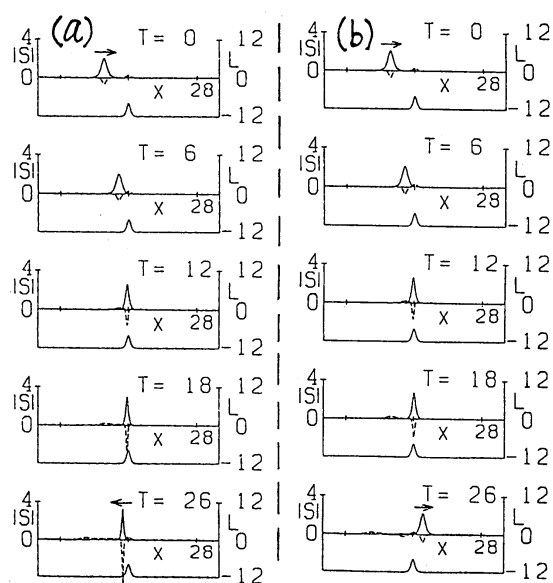 (a) T = 0
4 |S| 0 X 28 L 12 0 -12
T = 6
4 |S| 0 X 28 L 12 0 -12
T = 12
4 |S| 0 X 28 L 12 0 -12
T = 18
4 |S| 0 X 28 L 12 0 -12
T = 26
4 |S| 0 X 28 L 12 0
(b) T = 0
4 |S| 0 X 28 L 12 0 -12
T = 6
4 |S| 0 X 28 L 12 0 -12
T = 12
4 |S| 0 X 28 L 12 0 -12
T = 18
4 |S| 0 X 28 L 12 0 -12
T = 26
4 |S| 0 X 28 L 12 0 -12